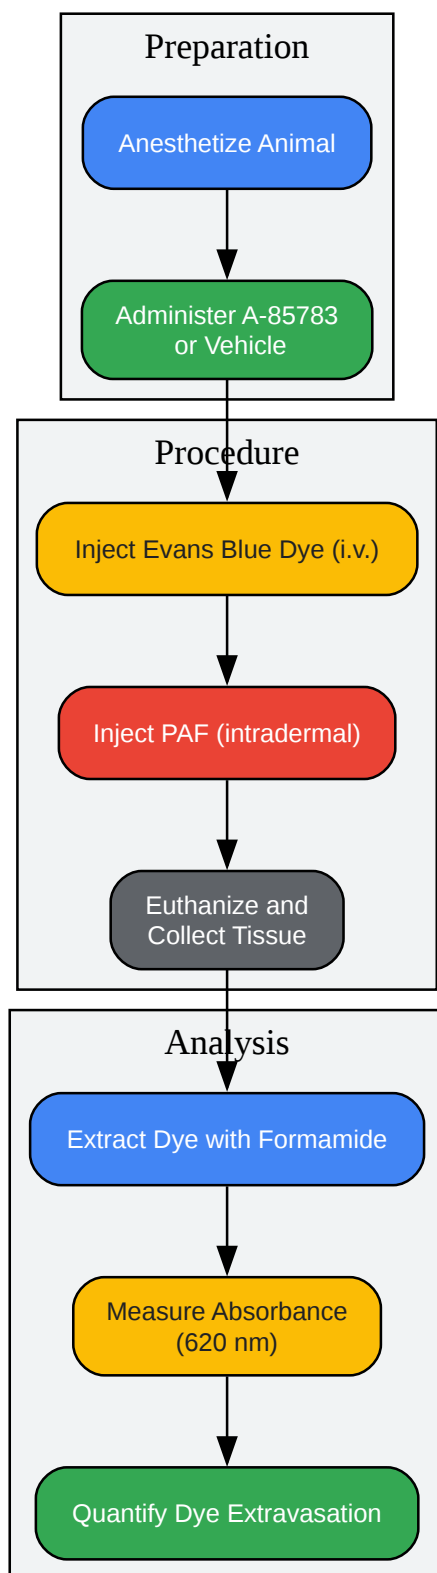 Preparation
Anesthetize Animal
Administer A-85783
or Vehicle
Procedure
Inject Evans Blue Dye (i.v.)
Inject PAF (intradermal)
Euthanize and
Collect Tissue
Analysis
Extract Dye with Formamide
Measure Absorbance
(620 nm)
Quantify Dye Extravasation